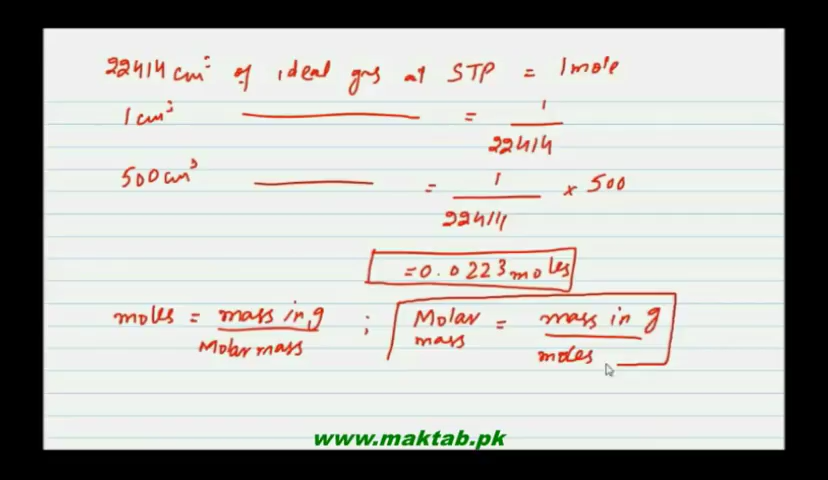 22414 cm³ of ideal gas at STP = 1 mole
1 cm³ = 1/22414
500 cm³ = 1/22414 × 500
= 0.0223 moles
moles = mass in g / Molar mass ; Molar mass = mass in g / moles
www.maktab.pk